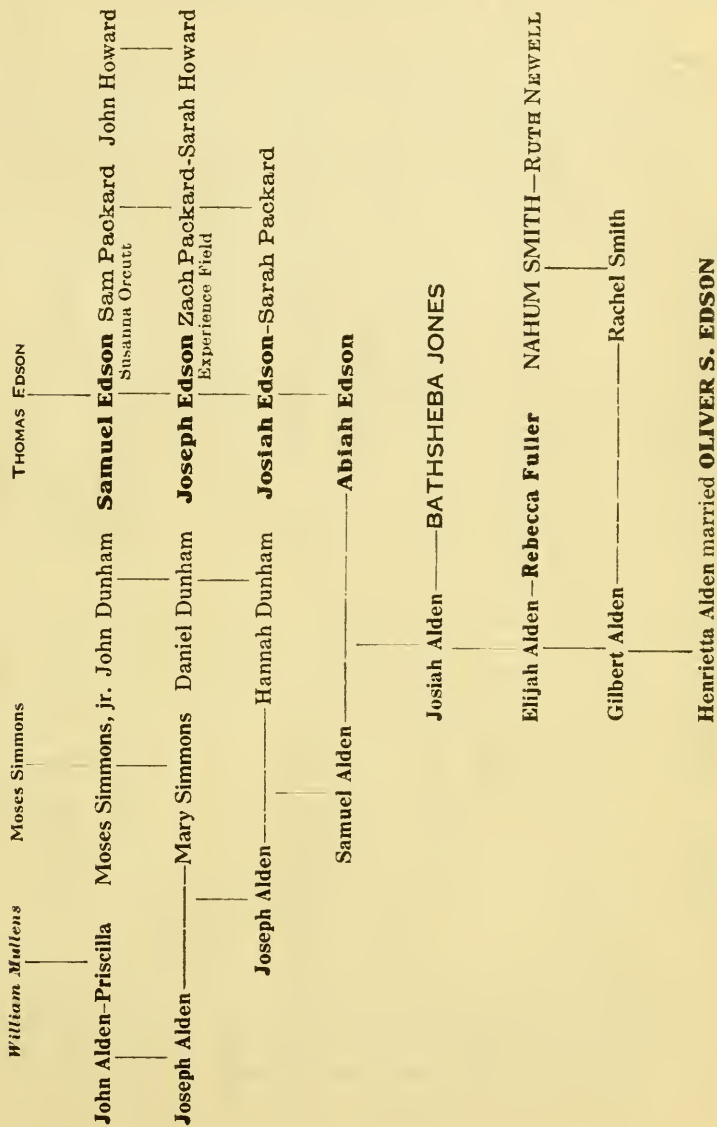 William Mullens Moses Simmons THOMAS EDSON
John Alden-Priscilla Moses Simmons, jr. John Dunham Samuel Edson Sam Packard John Howard
Susanna Orcutt
Joseph Alden Mary Simmons Daniel Dunham Joseph Edson Zach Packard-Sarah Howard
Experience Field
Joseph Alden Hannah Dunham Josiah Edson-Sarah Packard
Samuel Alden Abiah Edson
Josiah Alden BATHSHEBA JONES
Elijah Alden-Rebecca Fuller NAHUM SMITH-RUTH NEWELL
Gilbert Alden Rachel Smith
Henrietta Alden married OLIVER S. EDSON